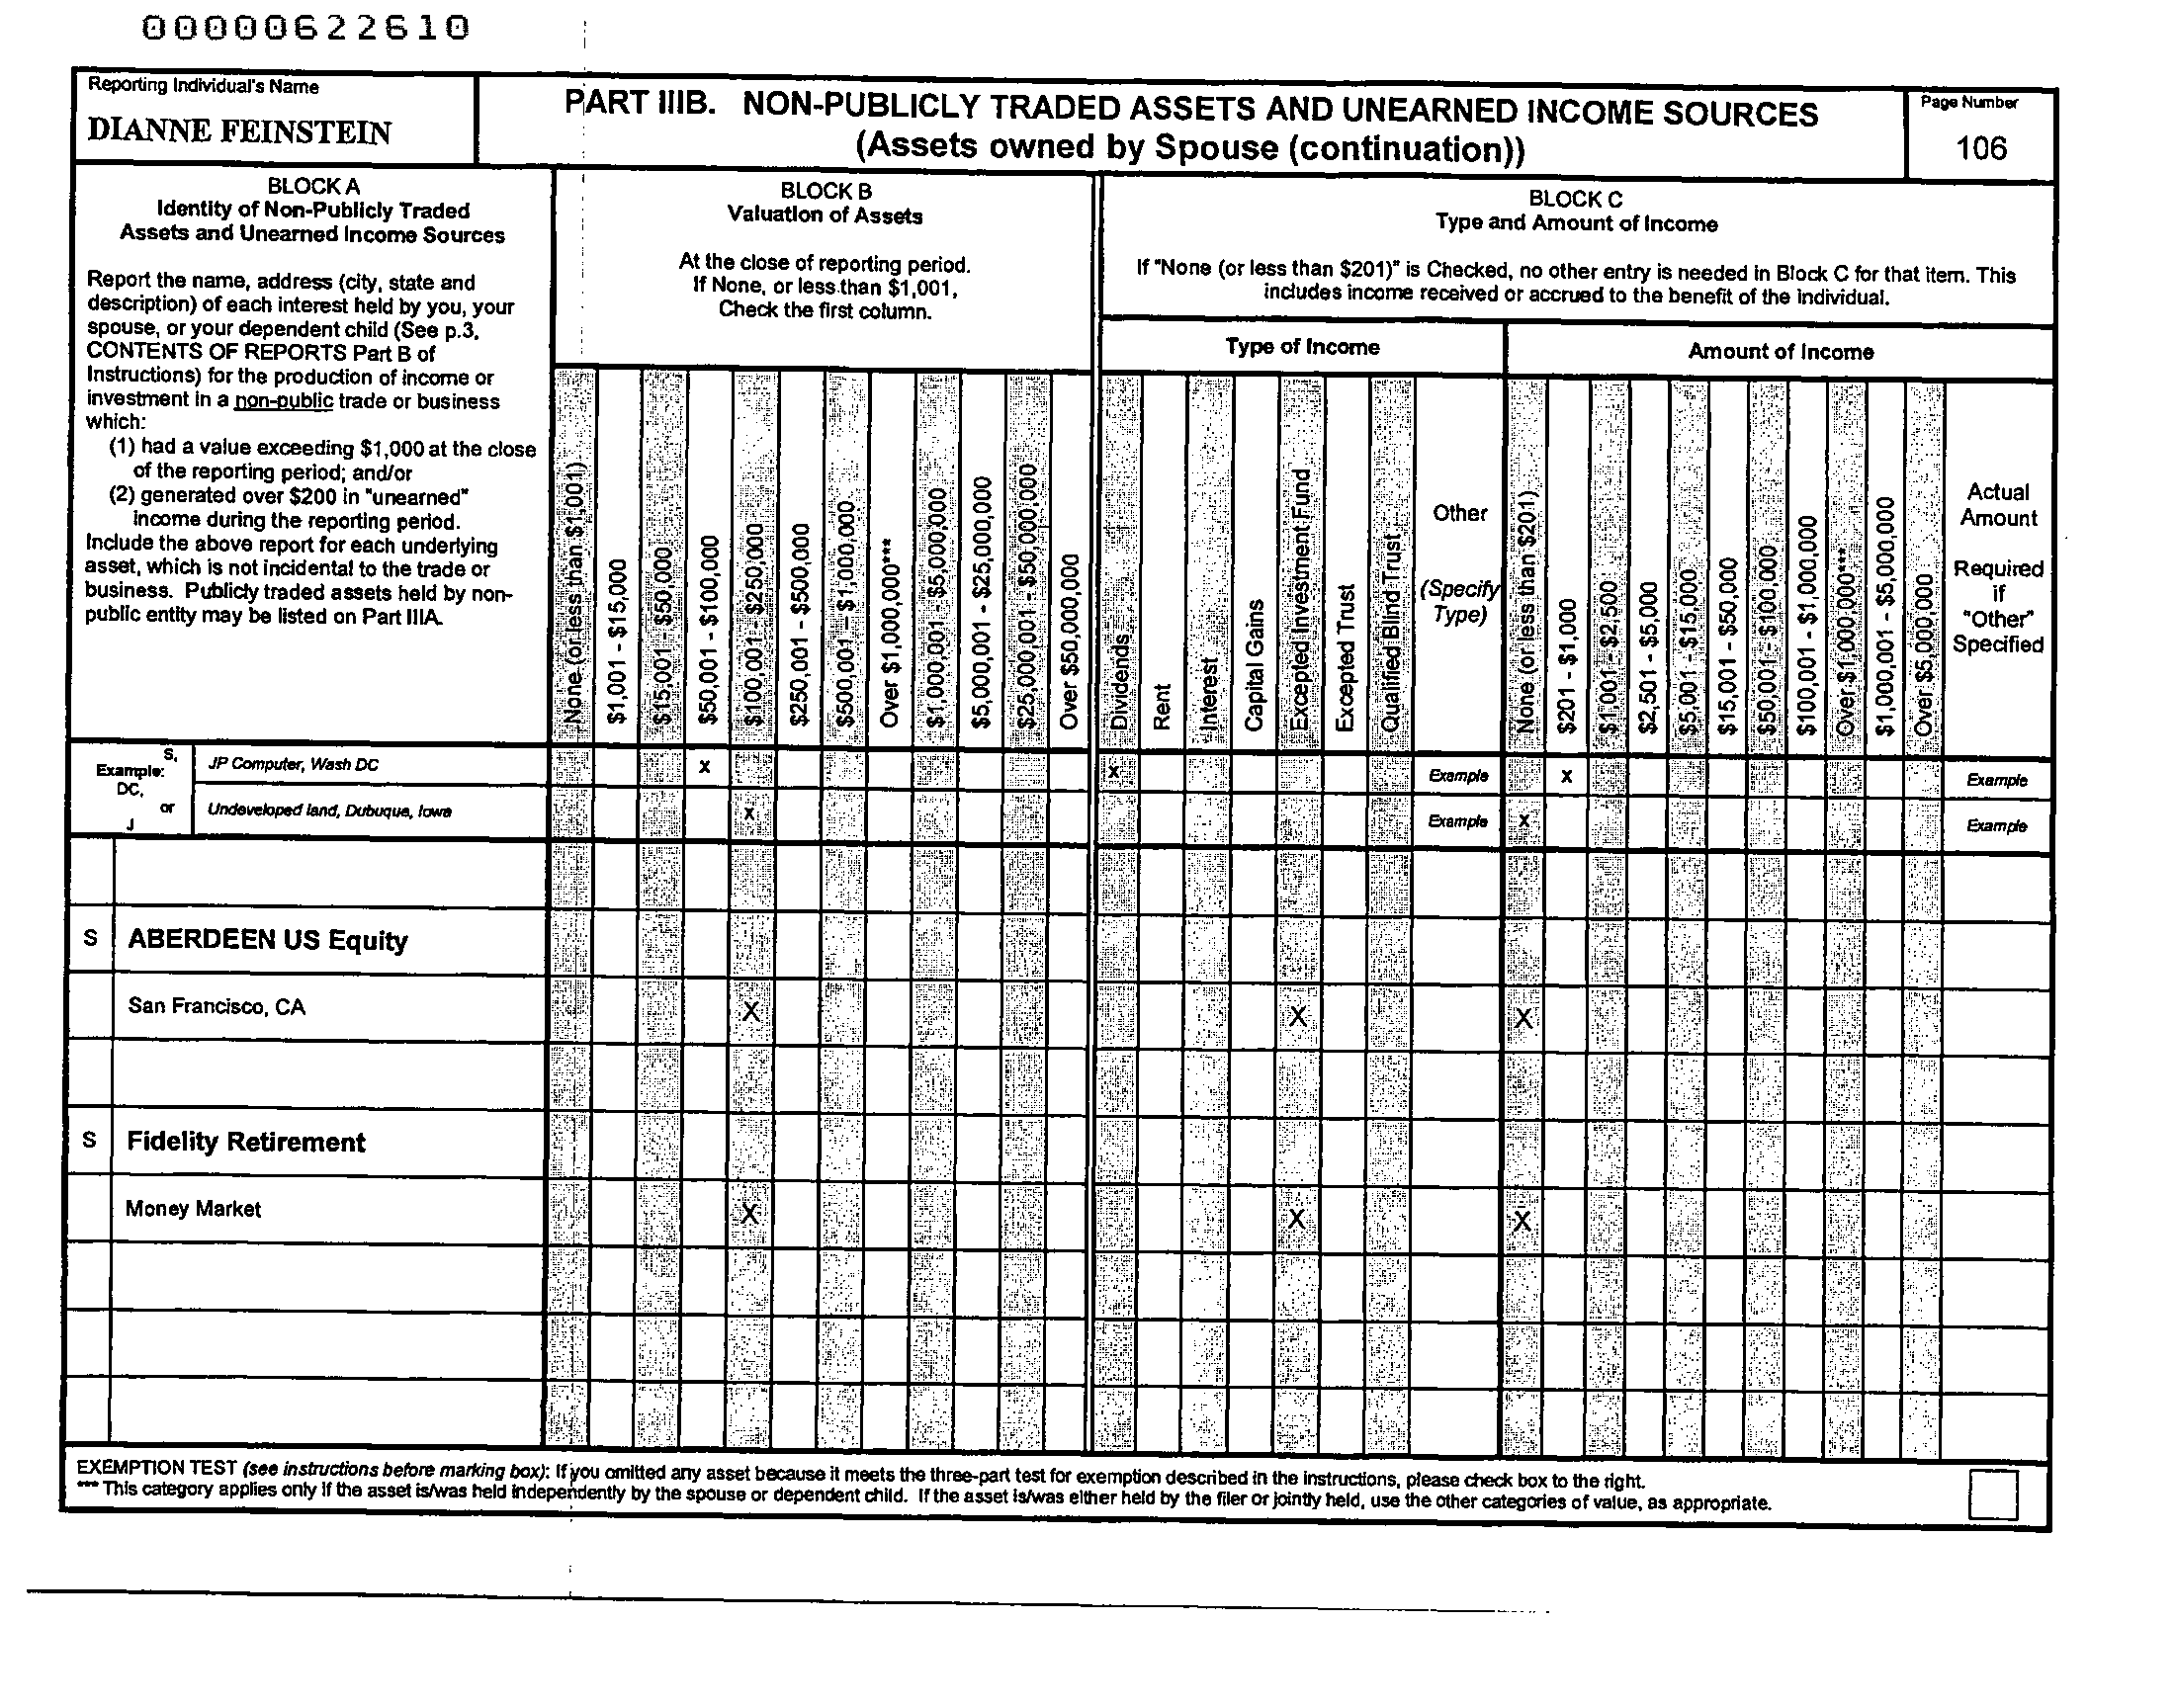 00000622610
Reporting Individual's Name
DIANNE FEINSTEIN
PART IIIB. NON-PUBLICLY TRADED ASSETS AND UNEARNED INCOME SOURCES
(Assets owned by Spouse (continuation))
Page Number
106
BLOCK A
Identity of Non-Publicly Traded
Assets and Unearned Income Sources
Report the name, address (city, state and
description) of each interest held by you, your
spouse, or your dependent child (See p.3,
CONTENTS OF REPORTS Part B of
Instructions) for the production of income or
investment in a non-public trade or business
which:
(1) had a value exceeding $1,000 at the close
of the reporting period; and/or
(2) generated over $200 in "unearned"
income during the reporting period.
Include the above report for each underlying
asset, which is not incidental to the trade or
business. Publicly traded assets held by non-
public entity may be listed on Part IIIA.
BLOCK B
Valuation of Assets
At the close of reporting period.
If None, or less than $1,001,
Check the first column.
None (or less than $1,001)
$1,001 - $15,000
$15,001 - $50,000
$50,001 - $100,000
$100,001 - $250,000
$250,001 - $500,000
$500,001 - $1,000,000
Over $1,000,000***
$1,000,001 - $5,000,000
$5,000,001 - $25,000,000
$25,000,001 - $50,000,000
Over $50,000,000
BLOCK C
Type and Amount of Income
If "None (or less than $201)" is Checked, no other entry is needed in Block C for that item. This
includes income received or accrued to the benefit of the individual.
Type of Income
Amount of Income
Dividends
Rent
Interest
Capital Gains
Excepted Investment Fund
Excepted Trust
Qualified Blind Trust
Other
(Specify
Type)
None (or less than $201)
$201 - $1,000
$1,001 - $2,500
$2,501 - $5,000
$5,001 - $15,000
$15,001 - $50,000
$50,001 - $100,000
$100,001 - $1,000,000
Over $1,000,000***
$1,000,001 - $5,000,000
Over $5,000,000
Actual
Amount
Required
if
"Other"
Specified
S,
Example:
DC,
or
J
JP Computer, Wash DC x x Example x Example
Undeveloped land, Dubuque, Iowa x Example x Example
S ABERDEEN US Equity
San Francisco, CA X X X
S Fidelity Retirement
Money Market X X X
EXEMPTION TEST (see instructions before marking box): If you omitted any asset because it meets the three-part test for exemption described in the instructions, please check box to the right.
*** This category applies only if the asset is/was held independently by the spouse or dependent child. If the asset is/was either held by the filer or jointly held, use the other categories of value, as appropriate.